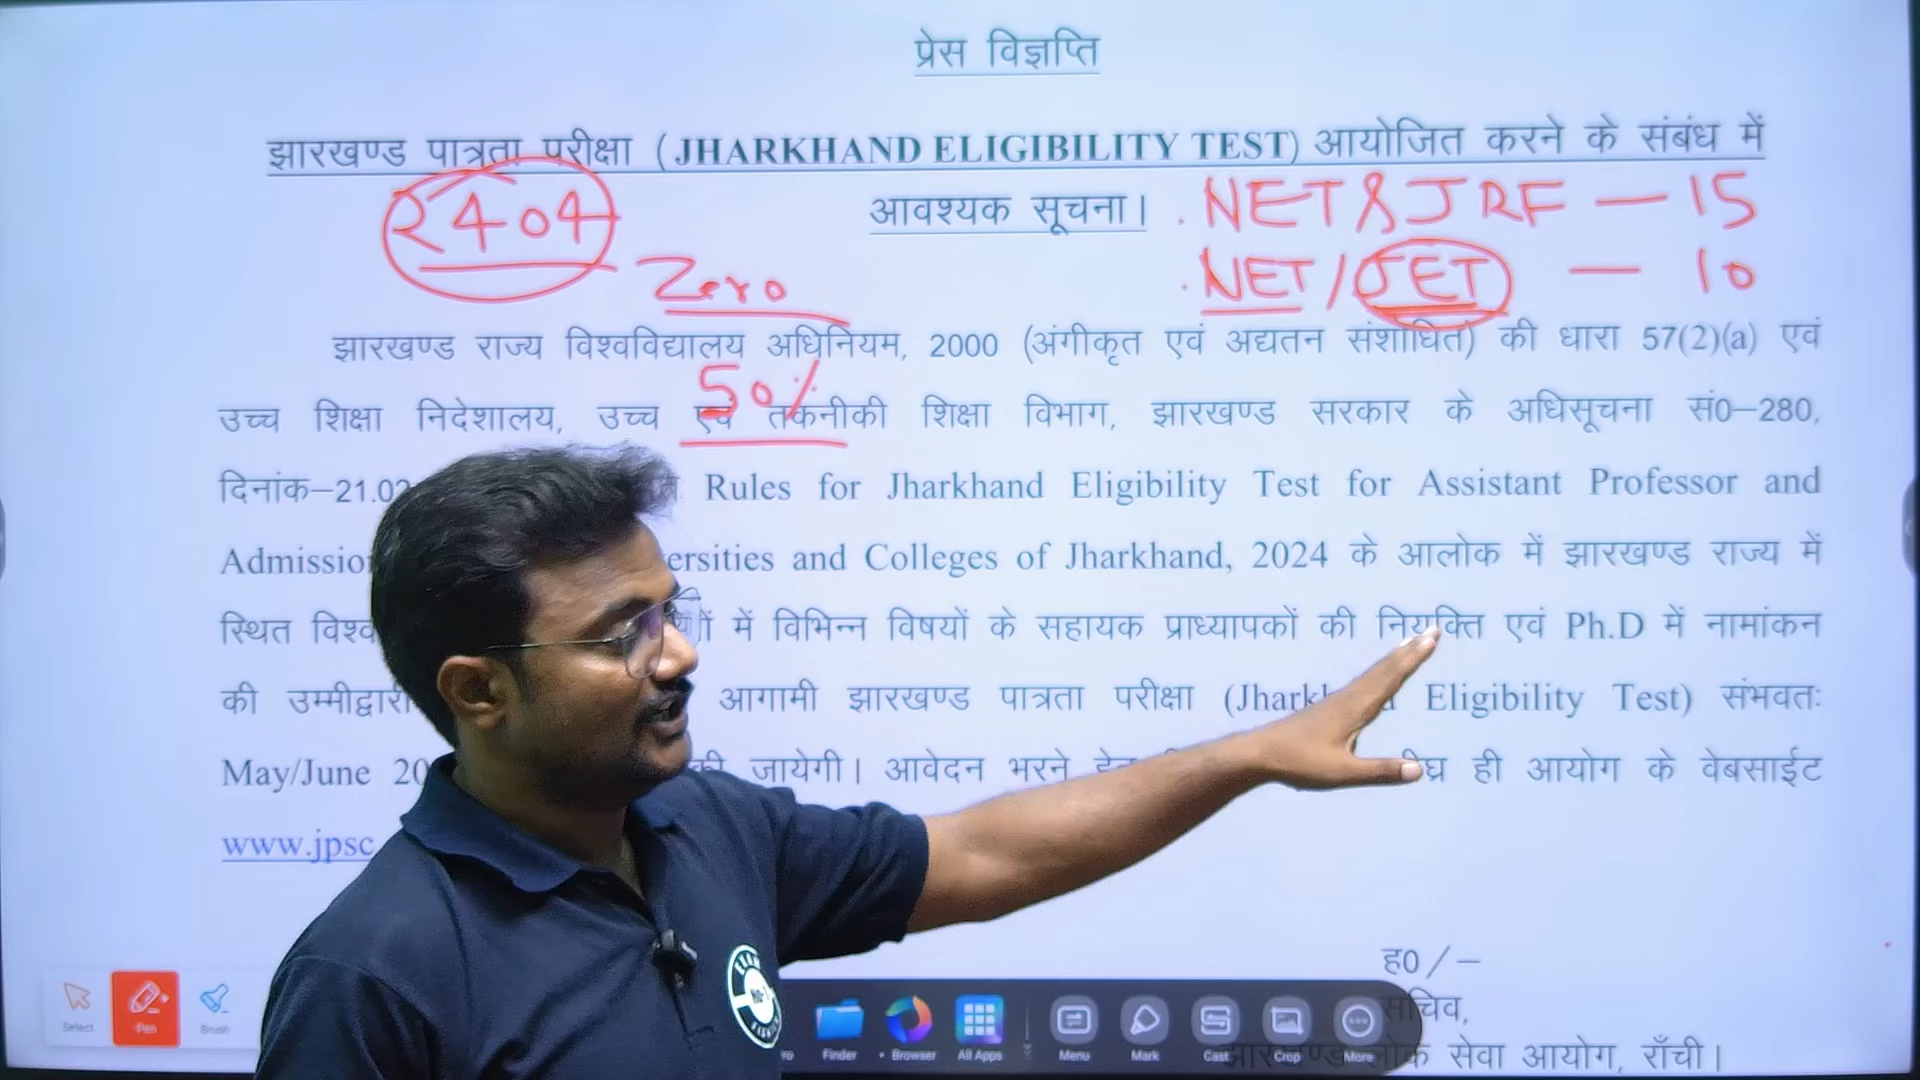 प्रेस विज्ञप्ति
झारखण्ड पात्रता परीक्षा (JHARKHAND ELIGIBILITY TEST) आयोजित करने के संबंध में
आवश्यक सूचना।
2404
Zero
50%
NET & JRF — 15
NET / JET — 10
झारखण्ड राज्य विश्वविद्यालय अधिनियम, 2000 (अंगीकृत एवं अद्यतन संशोधित) की धारा 57(2)(a) एवं
उच्च शिक्षा निदेशालय, उच्च एवं तकनीकी शिक्षा विभाग, झारखण्ड सरकार के अधिसूचना सं0–280,
दिनांक–21.02 Rules for Jharkhand Eligibility Test for Assistant Professor and
ersities and Colleges of Jharkhand, 2024 के आलोक में झारखण्ड राज्य में
स्थित में विभिन्न विषयों के सहायक प्राध्यापकों की नियुक्ति एवं Ph.D में नामांकन
की आगामी झारखण्ड पात्रता परीक्षा (Jhark Eligibility Test) संभवतः
May/June 20 की जायेगी। आवेदन भरने ही आयोग के वेबसाईट
www.jpsc
ह0/–
सचिव,
झारखण्ड लोक सेवा आयोग, राँची।
Select
Pen
Brush
Finder
Browser
All Apps
Menu
Mark
Cast
Crop
More